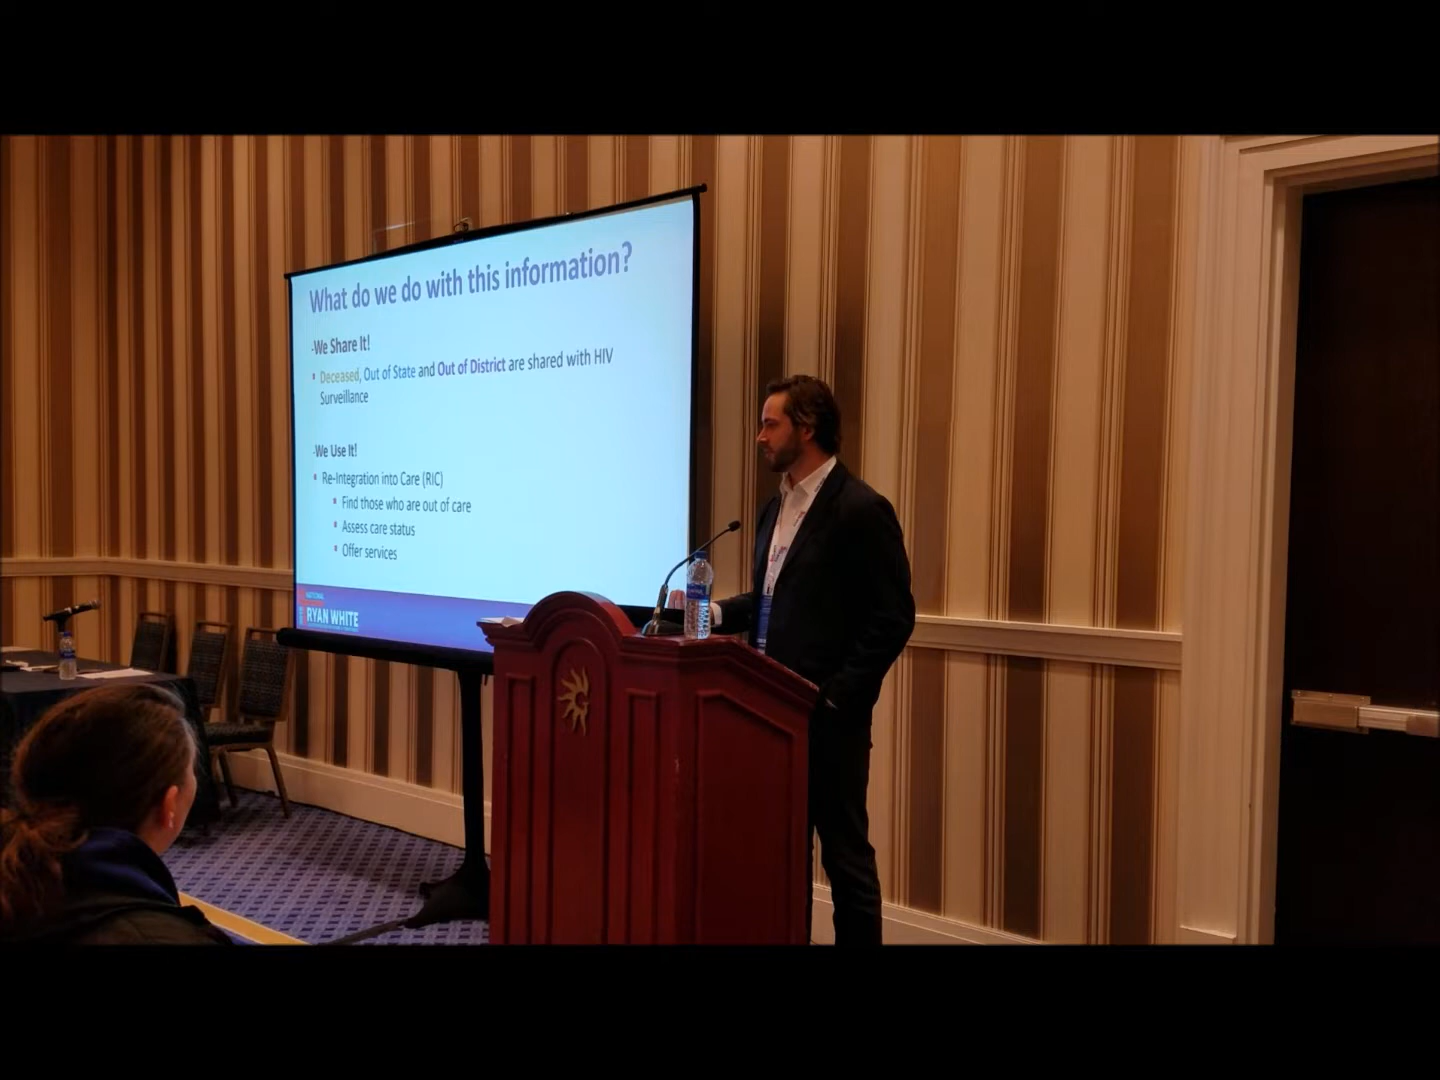 What do we do with this information?
-We Share It!
▪ Deceased, Out of State and Out of District are shared with HIV
Surveillance
-We Use It!
▪ Re-Integration into Care (RIC)
▪ Find those who are out of care
▪ Assess care status
▪ Offer services
NATIONAL
RYAN WHITE